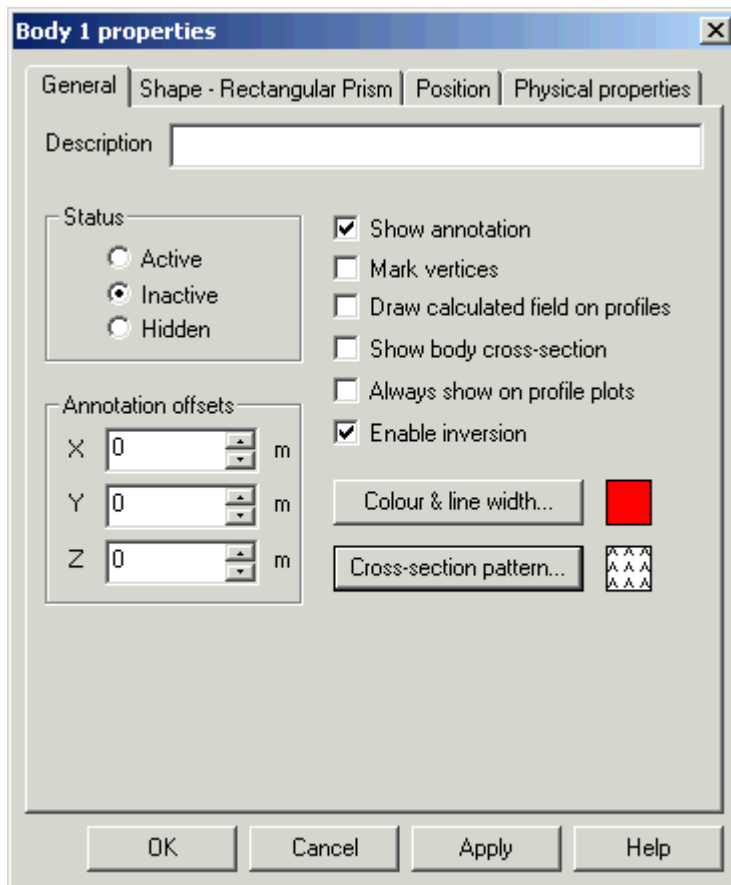 Body 1 properties
General Shape - Rectangular Prism Position Physical properties
Description
Status
Active
Inactive
Hidden
Show annotation
Mark vertices
Draw calculated field on profiles
Show body cross-section
Always show on profile plots
Enable inversion
Annotation offsets
X 0 m
Y 0 m
Z 0 m
Colour & line width...
Cross-section pattern...
OK Cancel Apply Help